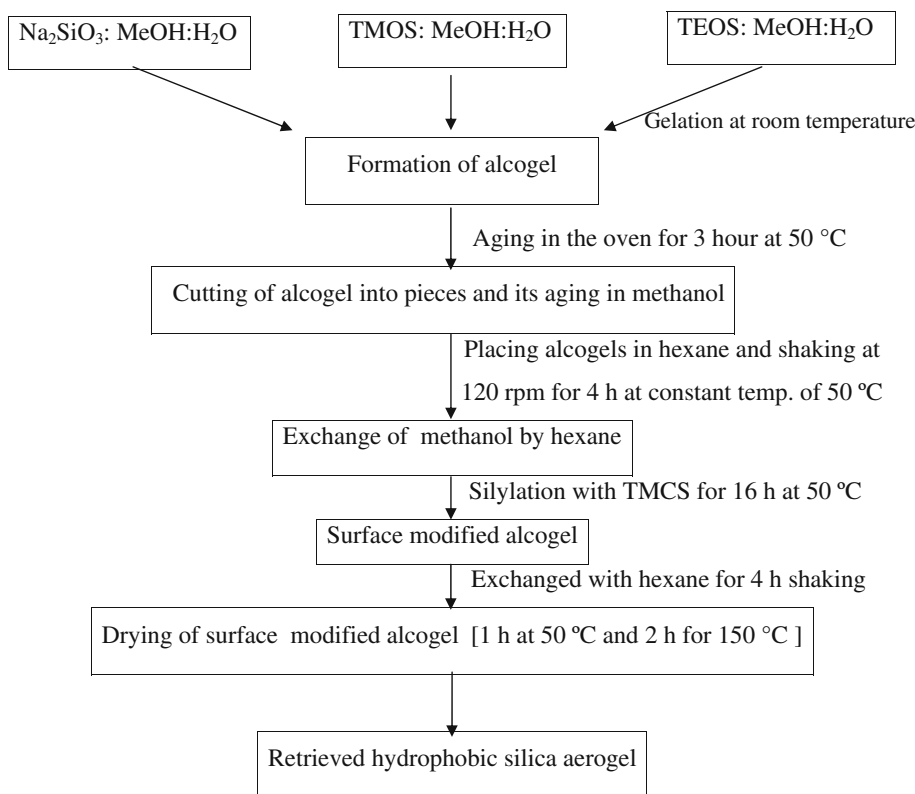 Na₂SiO₃: MeOH:H₂O
TMOS: MeOH:H₂O
TEOS: MeOH:H₂O
Gelation at room temperature
Formation of alcogel
Aging in the oven for 3 hour at 50 °C
Cutting of alcogel into pieces and its aging in methanol
Placing alcogels in hexane and shaking at
120 rpm for 4 h at constant temp. of 50 ºC
Exchange of methanol by hexane
Silylation with TMCS for 16 h at 50 ºC
Surface modified alcogel
Exchanged with hexane for 4 h shaking
Drying of surface modified alcogel [1 h at 50 ºC and 2 h for 150 °C ]
Retrieved hydrophobic silica aerogel